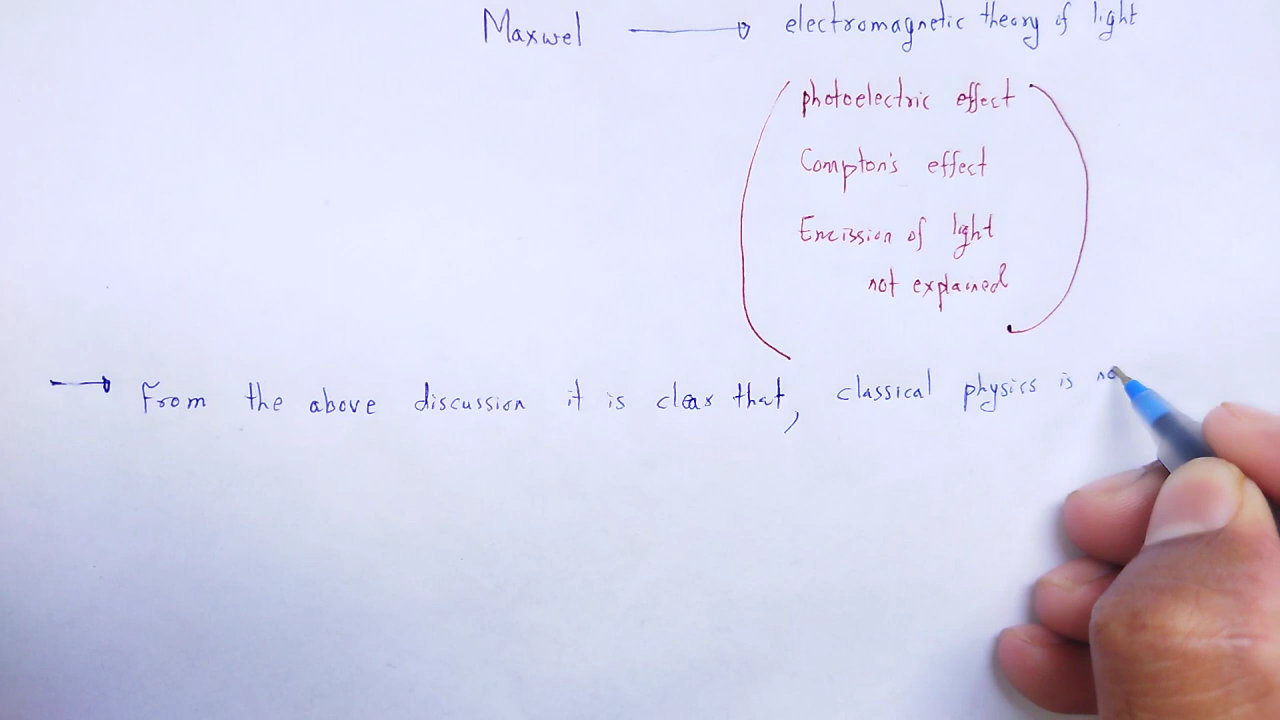 Maxwel → electromagnetic theory of light
(photoelectric effect
Compton's effect
Emission of light
not explained)
→ From the above discussion it is clear that, classical physics is no